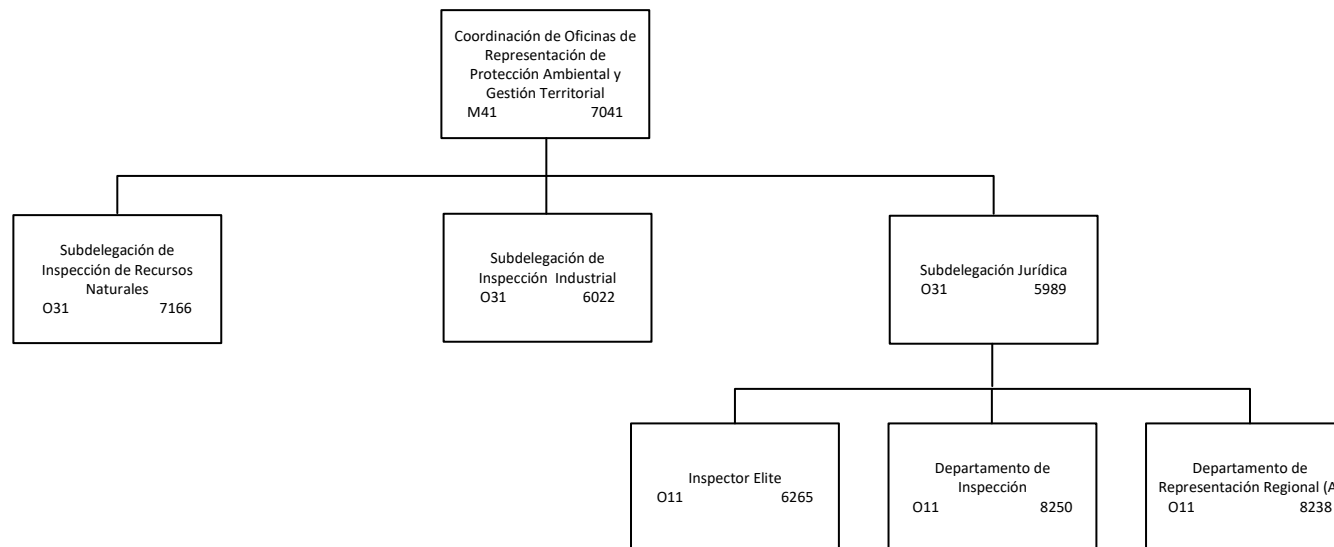 Coordinación de Oficinas de
Representación de
Protección Ambiental y
Gestión Territorial
M41 7041
Subdelegación de
Inspección de Recursos
Naturales
O31 7166
Subdelegación de
Inspección Industrial
O31 6022
Subdelegación Jurídica
O31 5989
Inspector Elite
O11 6265
Departamento de
Inspección
O11 8250
Departamento de
Representación Regional (A
O11 8238